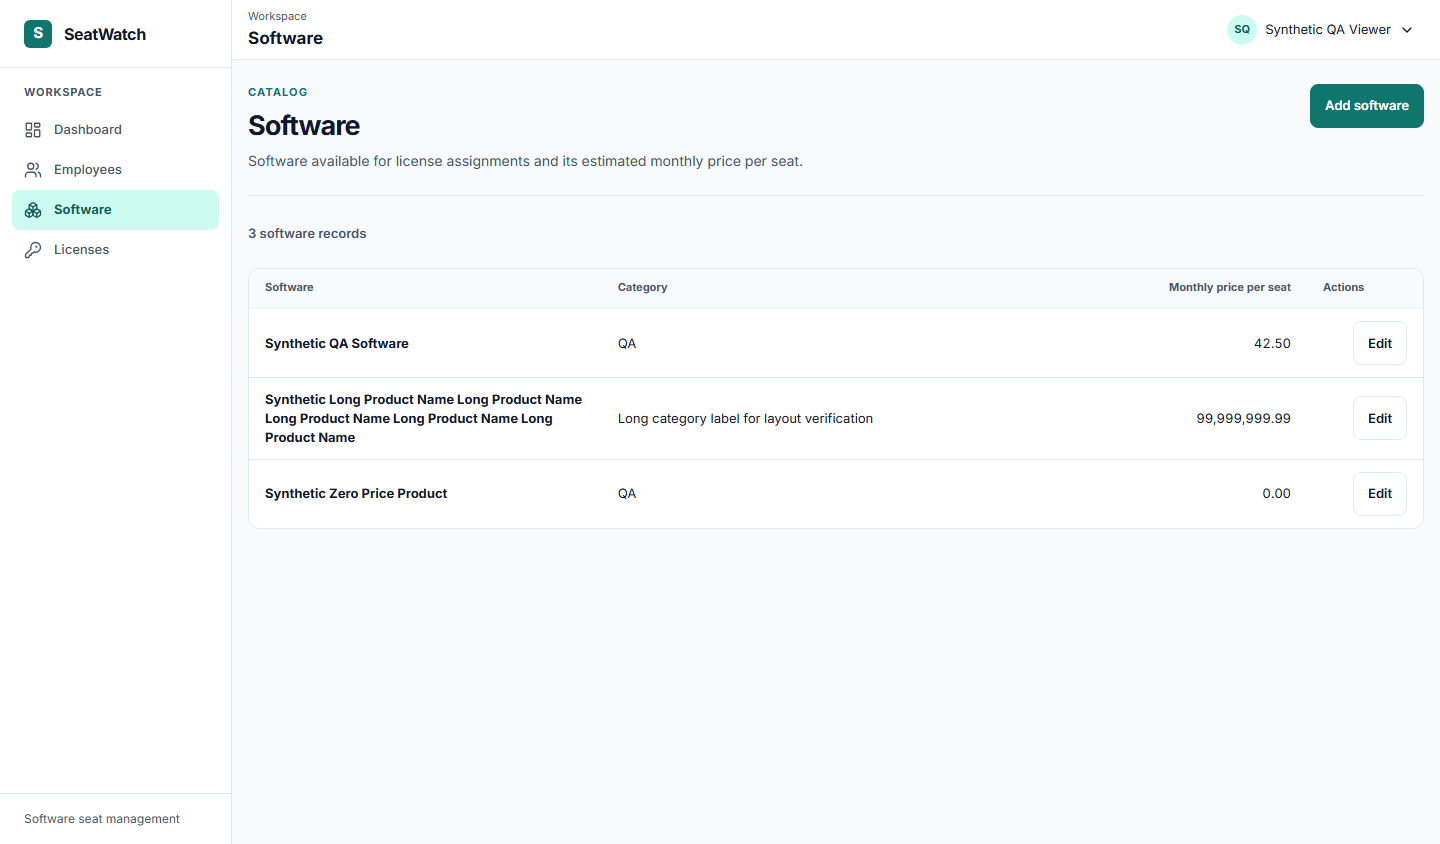 S
SeatWatch
WORKSPACE
Dashboard
Employees
Software
Licenses
Software seat management
Workspace
Software
SQ
Synthetic QA Viewer
CATALOG
Software
Software available for license assignments and its estimated monthly price per seat.
Add software
3 software records
Software Category Monthly price per seat Actions
Synthetic QA Software QA 42.50 Edit
Synthetic Long Product Name Long Product Name
Long Product Name Long Product Name Long
Product Name
Long category label for layout verification 99,999,999.99 Edit
Synthetic Zero Price Product QA 0.00 Edit